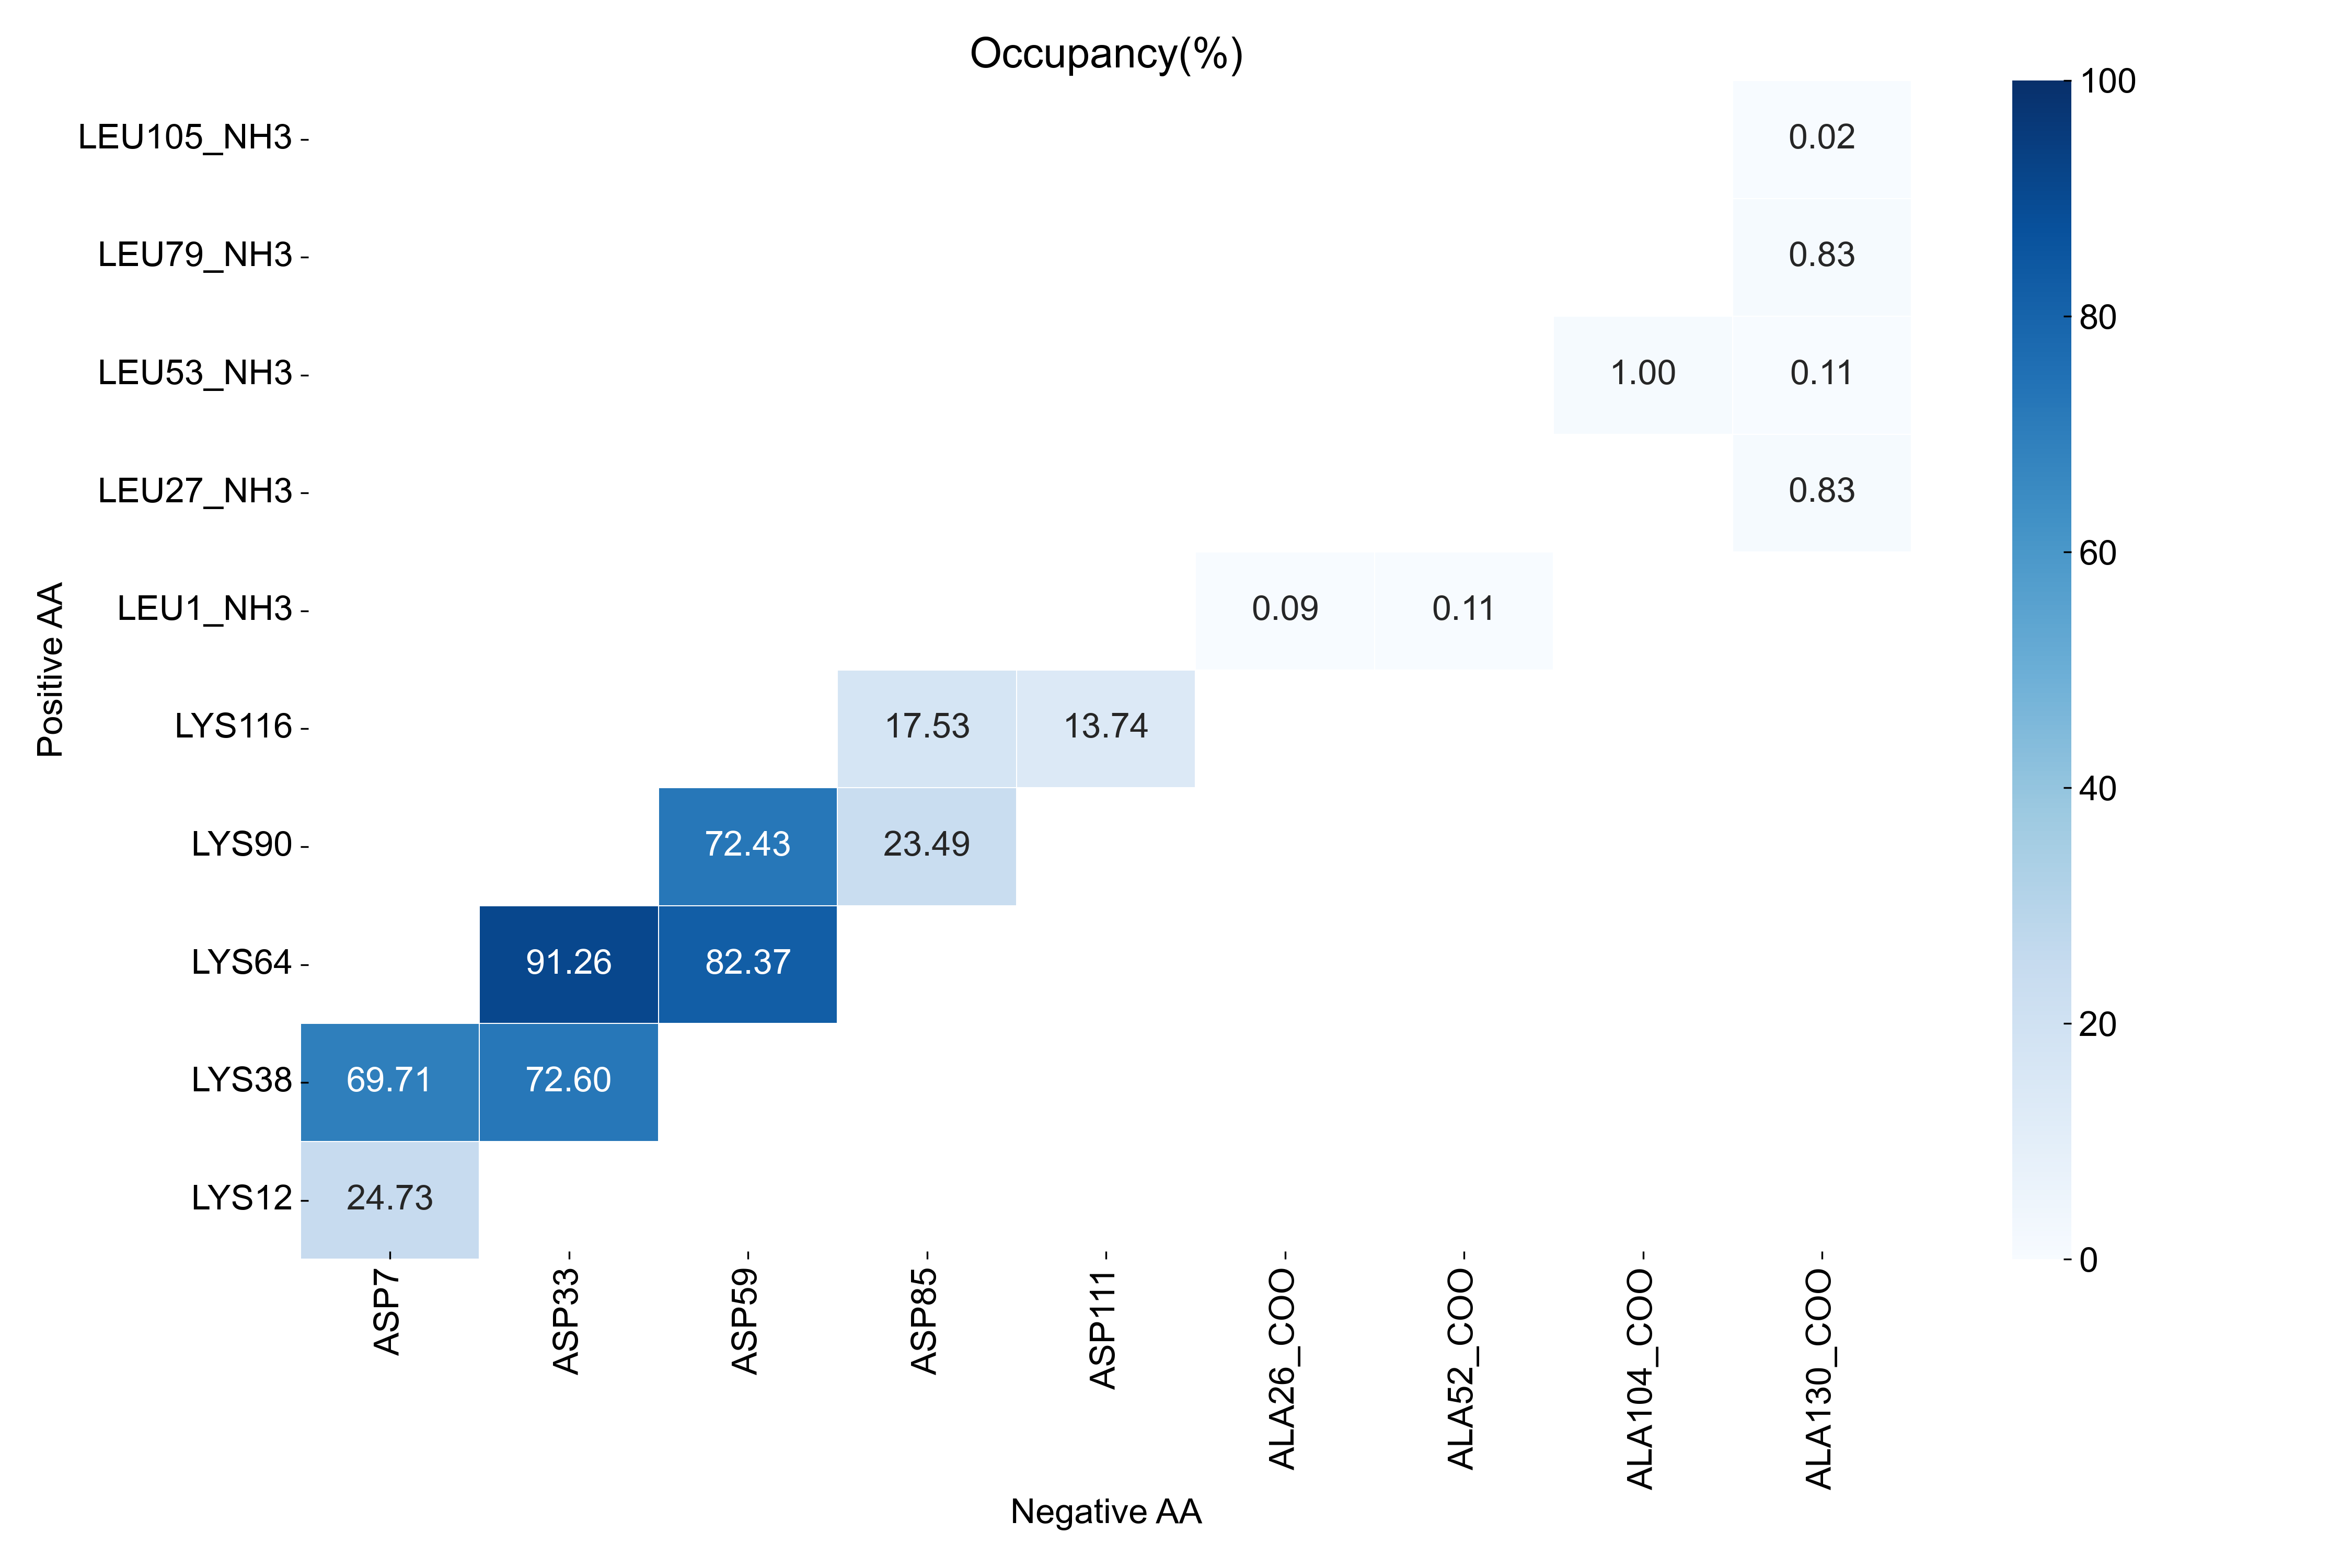 Occupancy(%)
Positive AA
LEU105_NH3
0.02
LEU79_NH3
0.83
LEU53_NH3
1.00 0.11
LEU27_NH3
0.83
LEU1_NH3
0.09 0.11
LYS116
17.53 13.74
LYS90
72.43 23.49
LYS64
91.26 82.37
LYS38
69.71 72.60
LYS12
24.73
ASP7
ASP33
ASP59
ASP85
ASP111
ALA26_COO
ALA52_COO
ALA104_COO
ALA130_COO
Negative AA
100
80
60
40
20
0